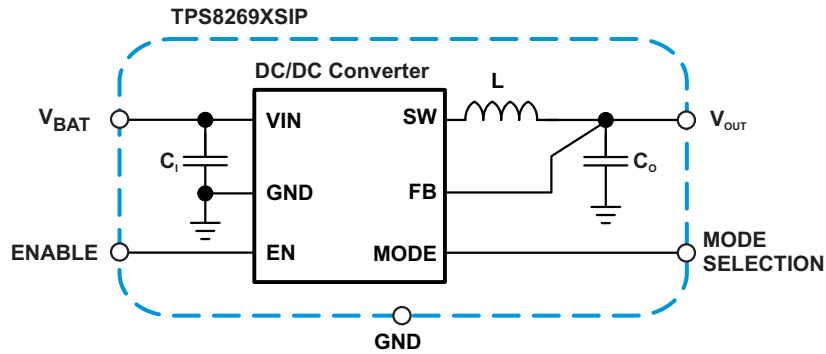 TPS8269XSIP
DC/DC Converter
L
VBAT
VIN
SW
VOUT
CI
CO
GND
FB
ENABLE
EN
MODE
MODE
SELECTION
GND